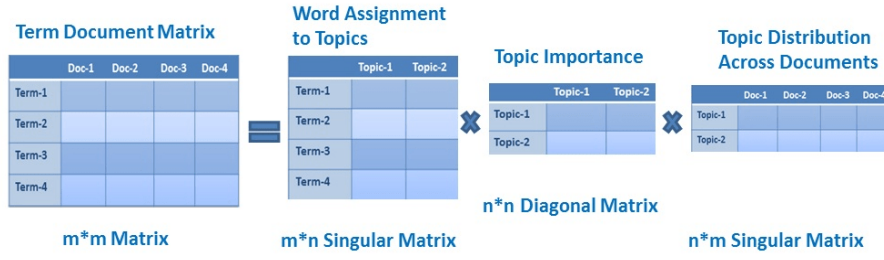 Term Document Matrix
Doc-1 Doc-2 Doc-3 Doc-4
Term-1
Term-2
Term-3
Term-4
m*m Matrix
Word Assignment
to Topics
Topic-1 Topic-2
Term-1
Term-2
Term-3
Term-4
m*n Singular Matrix
Topic Importance
Topic-1 Topic-2
Topic-1
Topic-2
n*n Diagonal Matrix
Topic Distribution
Across Documents
Doc-1 Doc-2 Doc-3 Doc-4
Topic-1
Topic-2
n*m Singular Matrix